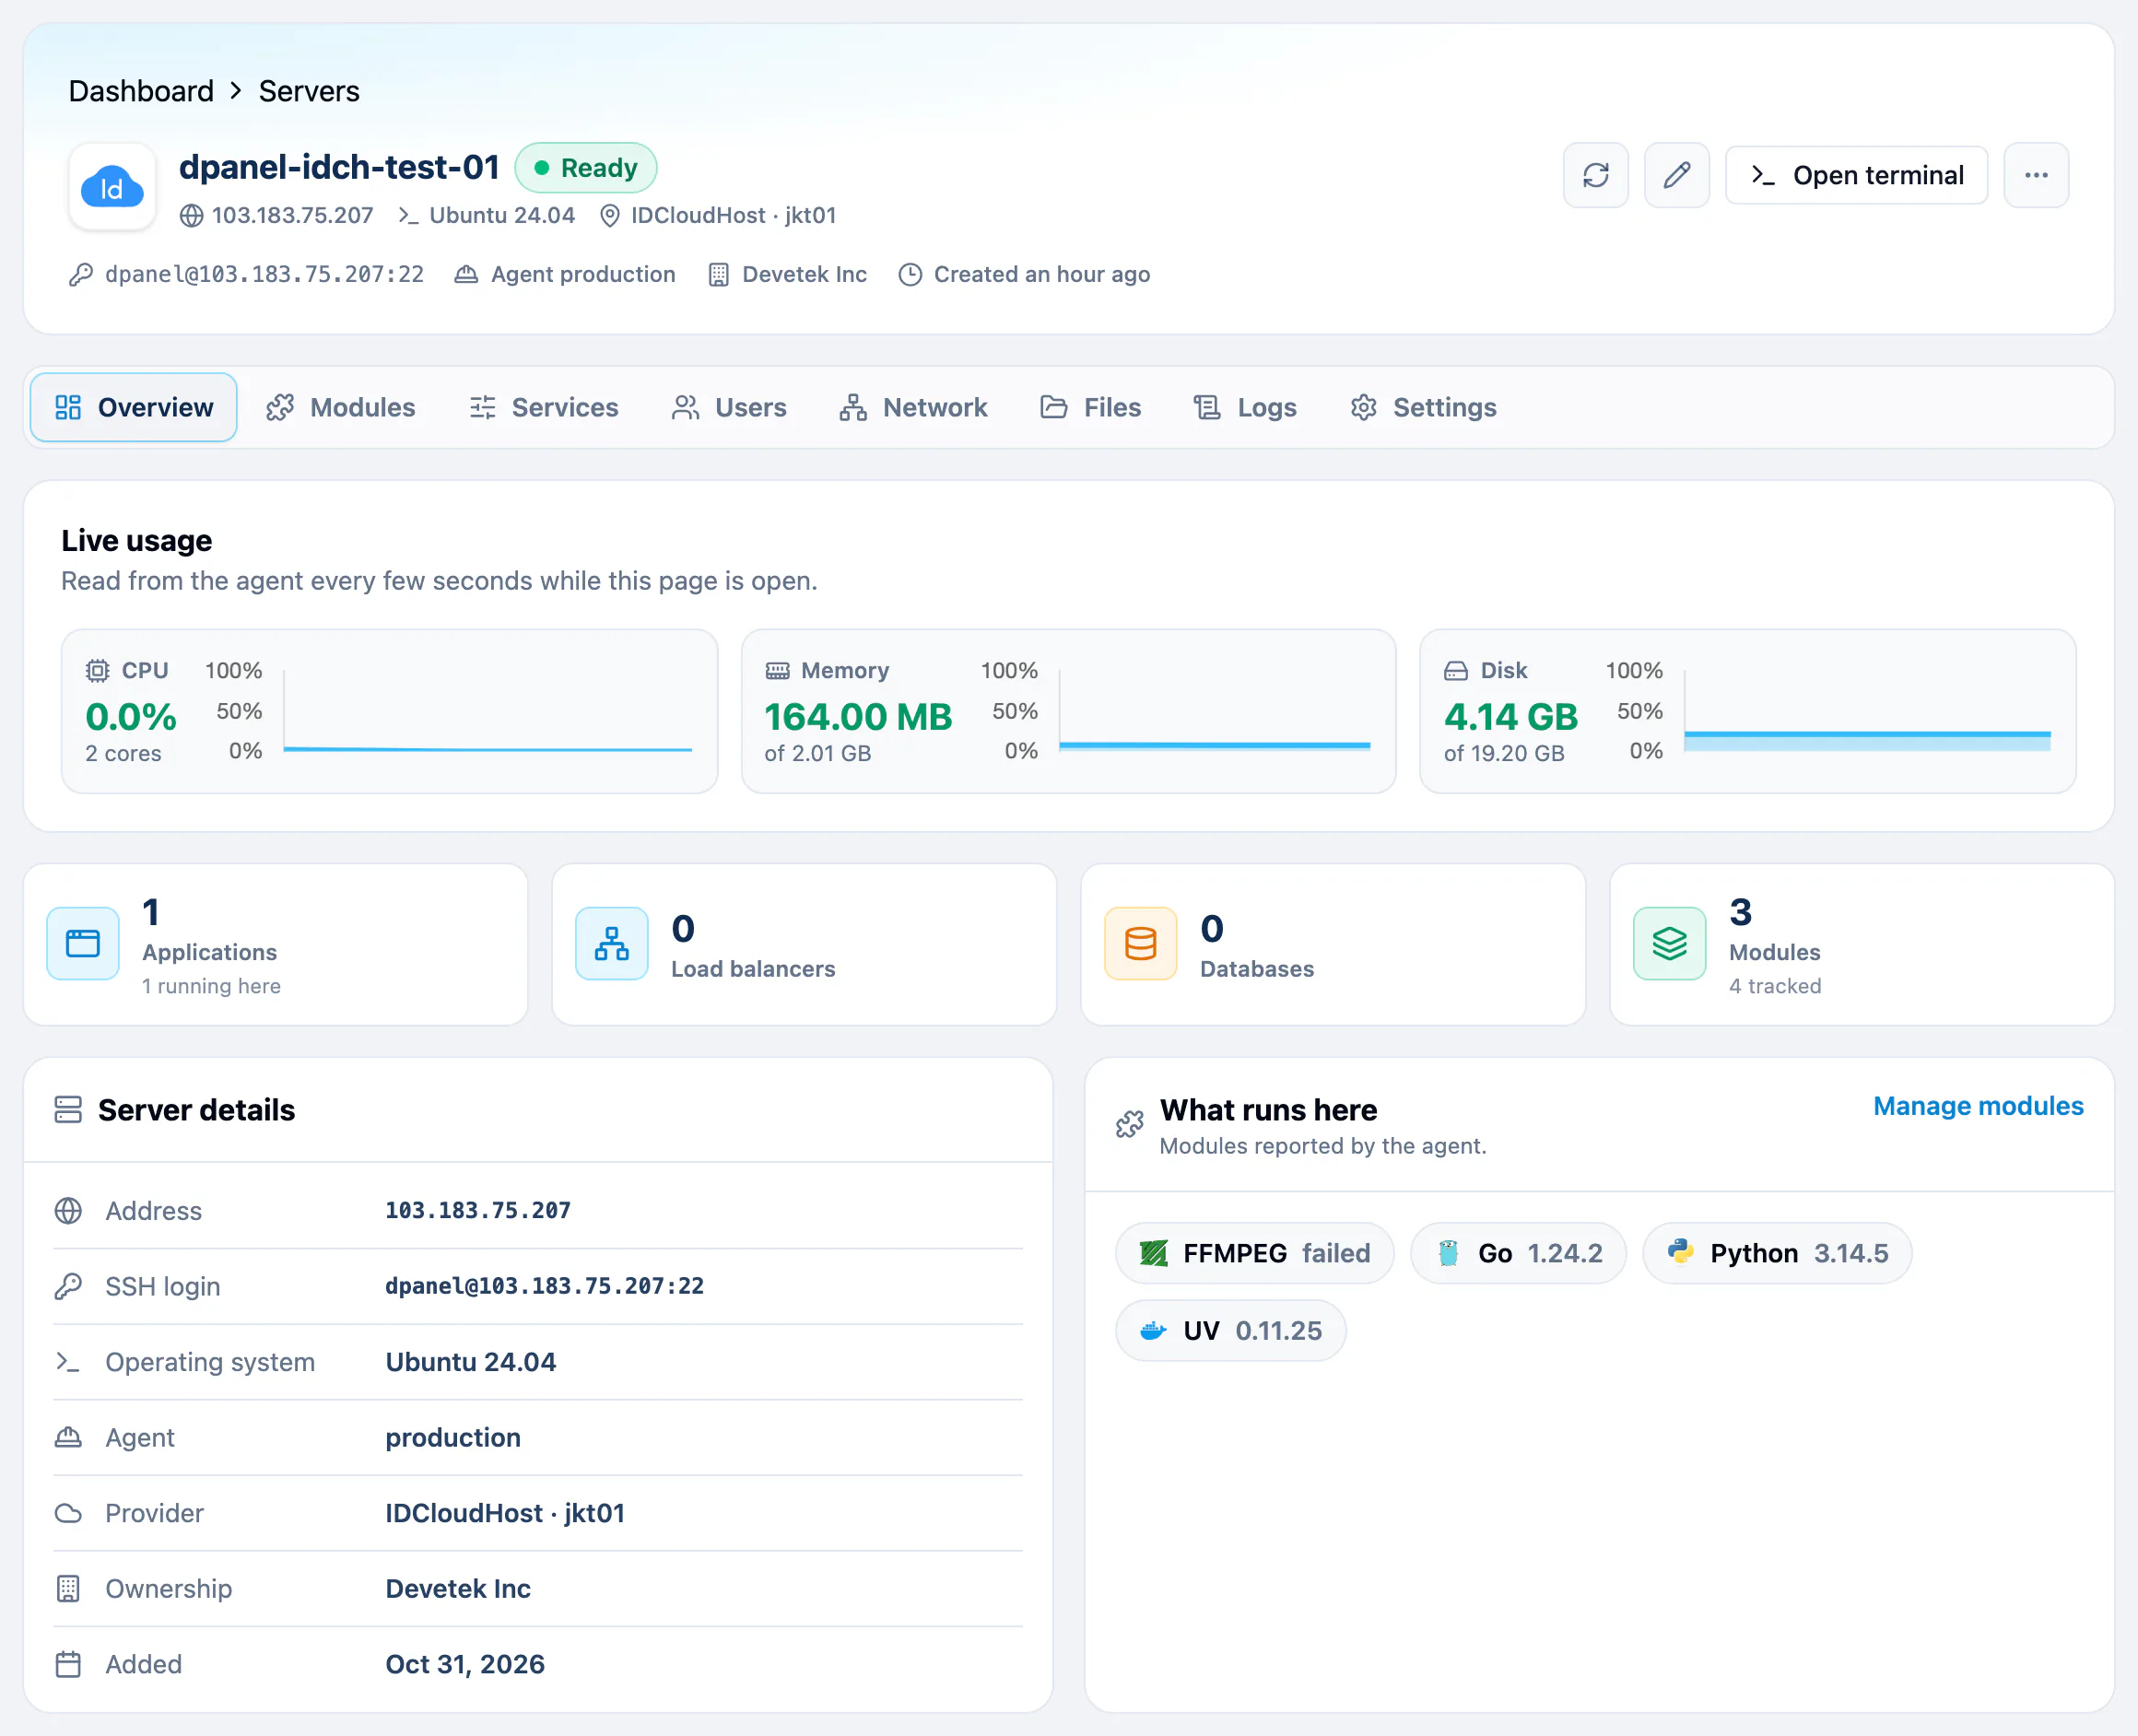 Dashboard > Servers
Id
dpanel-idch-test-01 Ready
103.183.75.207 Ubuntu 24.04 IDCloudHost · jkt01
Open terminal
dpanel@103.183.75.207:22 Agent production Devetek Inc Created an hour ago
Overview Modules Services Users Network Files Logs Settings
Live usage
Read from the agent every few seconds while this page is open.
CPU
0.0%
2 cores
100%
50%
0%
Memory
164.00 MB
of 2.01 GB
100%
50%
0%
Disk
4.14 GB
of 19.20 GB
100%
50%
0%
1
Applications
1 running here
0
Load balancers
0
Databases
3
Modules
4 tracked
Server details
Address 103.183.75.207
SSH login dpanel@103.183.75.207:22
Operating system Ubuntu 24.04
Agent production
Provider IDCloudHost · jkt01
Ownership Devetek Inc
Added Oct 31, 2026
What runs here
Modules reported by the agent.
Manage modules
FFMPEG failed Go 1.24.2 Python 3.14.5
UV 0.11.25